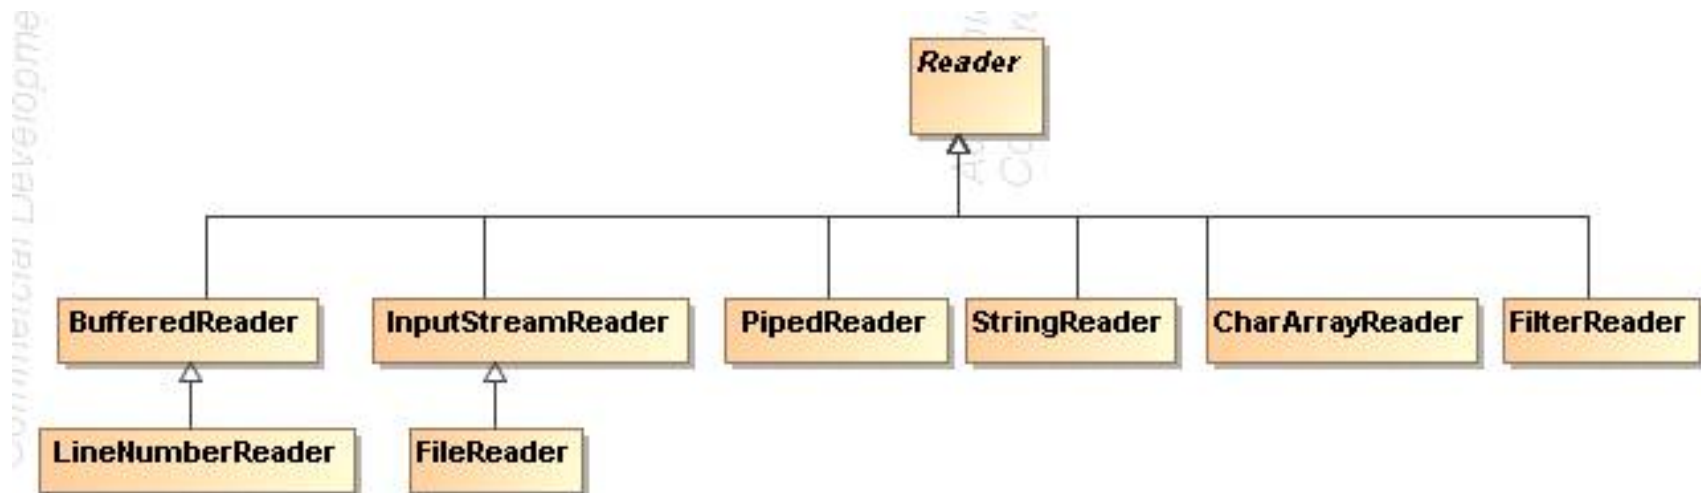 Reader
BufferedReader
InputStreamReader
PipedReader
StringReader
CharArrayReader
FilterReader
LineNumberReader
FileReader